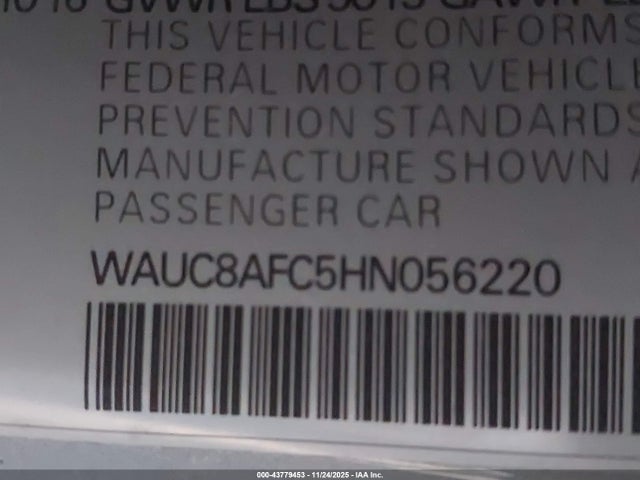 THIS VEHICLE CONFORMS
FEDERAL MOTOR
PREVENTION STANDARDS
MANUFACTURE SHOWN
PASSENGER CAR
WAUC8AFC5HN056220
000-43779453 - 11/24/2025 - IAA Inc.